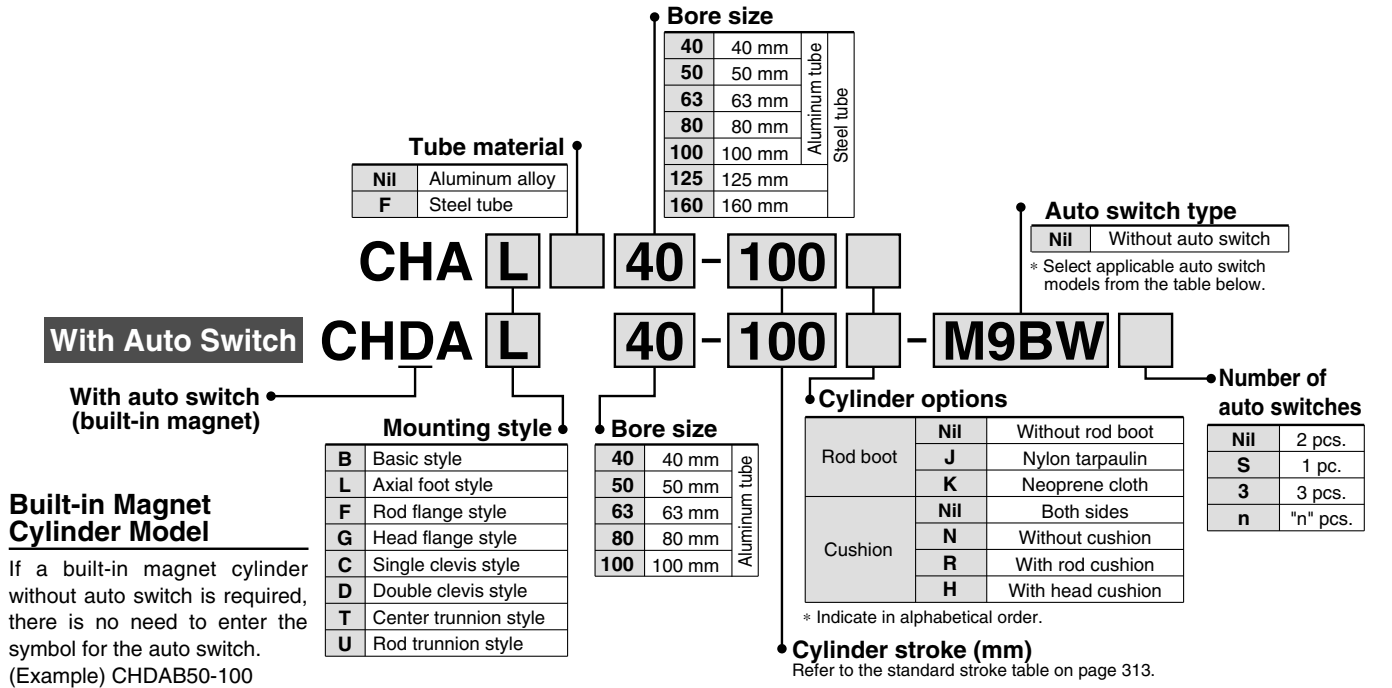 Bore size
40 40 mm
50 50 mm
63 63 mm
80 80 mm
100 100 mm
125 125 mm
160 160 mm
Aluminum tube
Steel tube
Tube material
Nil Aluminum alloy
F Steel tube
Auto switch type
Nil Without auto switch
* Select applicable auto switch
models from the table below.
CHA L 40 - 100
With Auto Switch CHDA L 40 - 100 - M9BW
With auto switch
(built-in magnet)
Mounting style
B Basic style
L Axial foot style
F Rod flange style
G Head flange style
C Single clevis style
D Double clevis style
T Center trunnion style
U Rod trunnion style
Bore size
40 40 mm
50 50 mm
63 63 mm
80 80 mm
100 100 mm
Aluminum tube
Cylinder options
Rod boot
Nil Without rod boot
J Nylon tarpaulin
K Neoprene cloth
Cushion
Nil Both sides
N Without cushion
R With rod cushion
H With head cushion
* Indicate in alphabetical order.
Number of
auto switches
Nil 2 pcs.
S 1 pc.
3 3 pcs.
n "n" pcs.
Cylinder stroke (mm)
Refer to the standard stroke table on page 313.
Built-in Magnet
Cylinder Model
If a built-in magnet cylinder
without auto switch is required,
there is no need to enter the
symbol for the auto switch.
(Example) CHDAB50-100